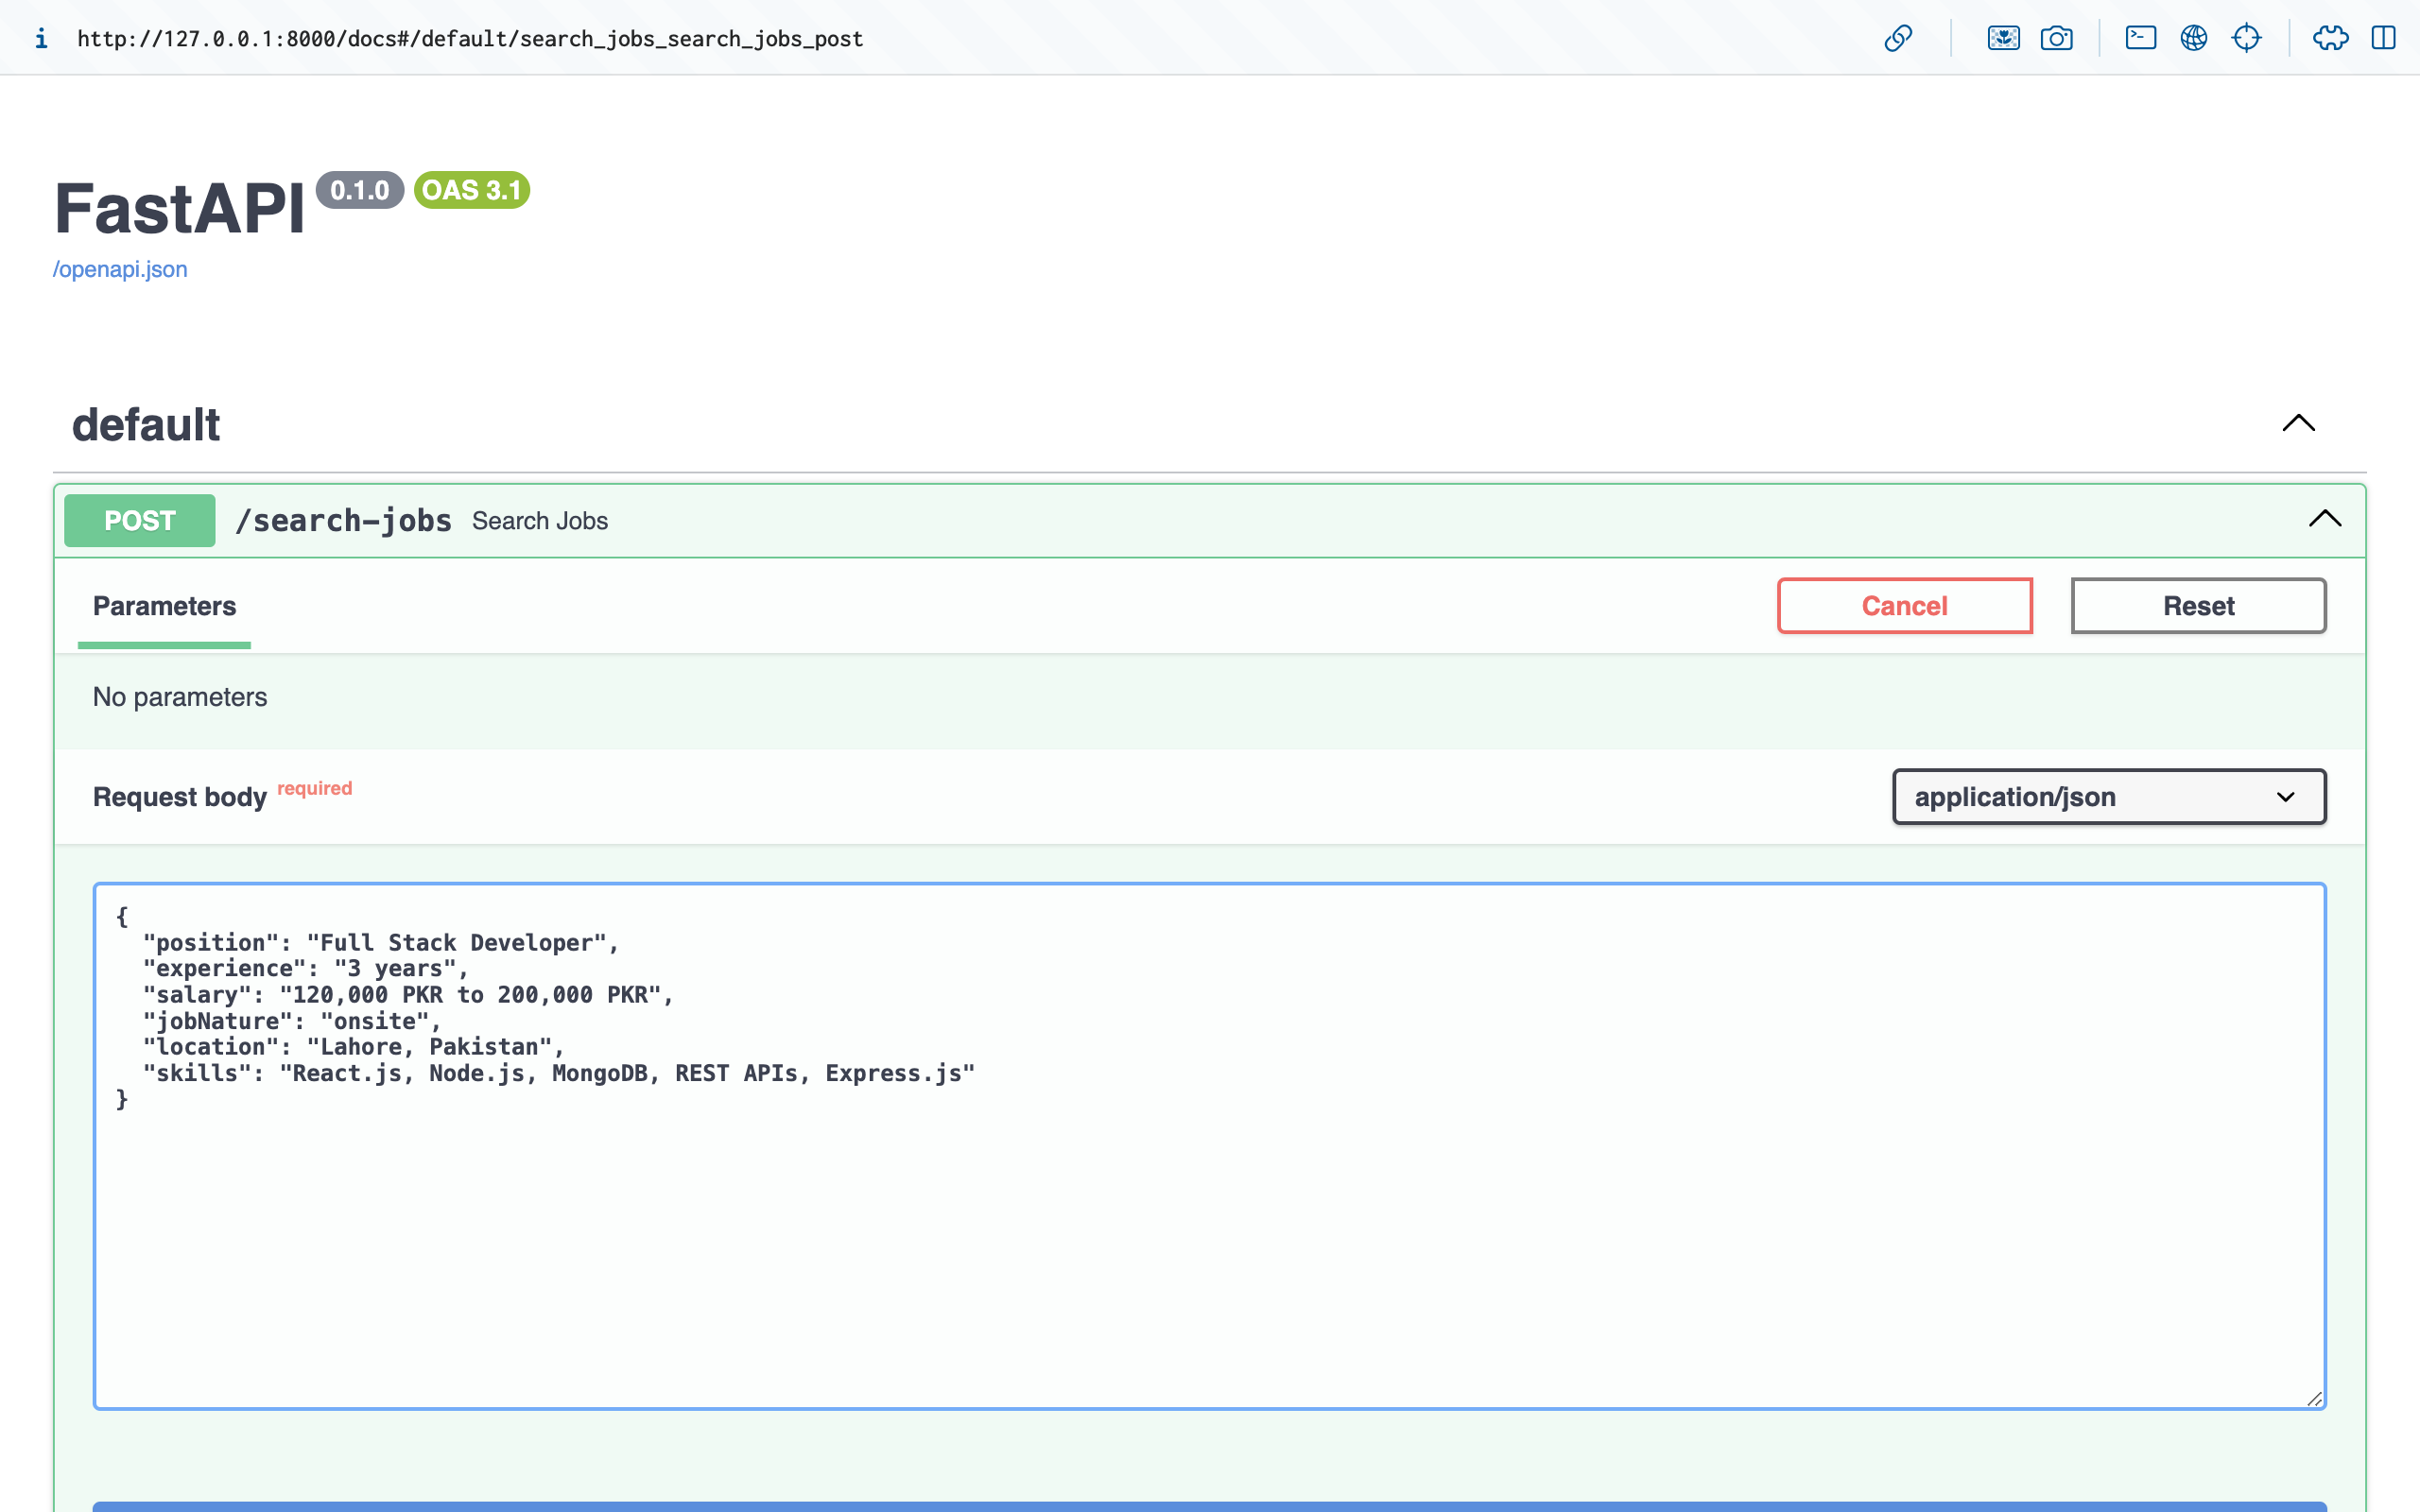 i http://127.0.0.1:8000/docs#/default/search_jobs_search_jobs_post
FastAPI 0.1.0 OAS 3.1
/openapi.json
default
POST /search-jobs Search Jobs
Parameters Cancel Reset
No parameters
Request body required application/json
{
  "position": "Full Stack Developer",
  "experience": "3 years",
  "salary": "120,000 PKR to 200,000 PKR",
  "jobNature": "onsite",
  "location": "Lahore, Pakistan",
  "skills": "React.js, Node.js, MongoDB, REST APIs, Express.js"
}